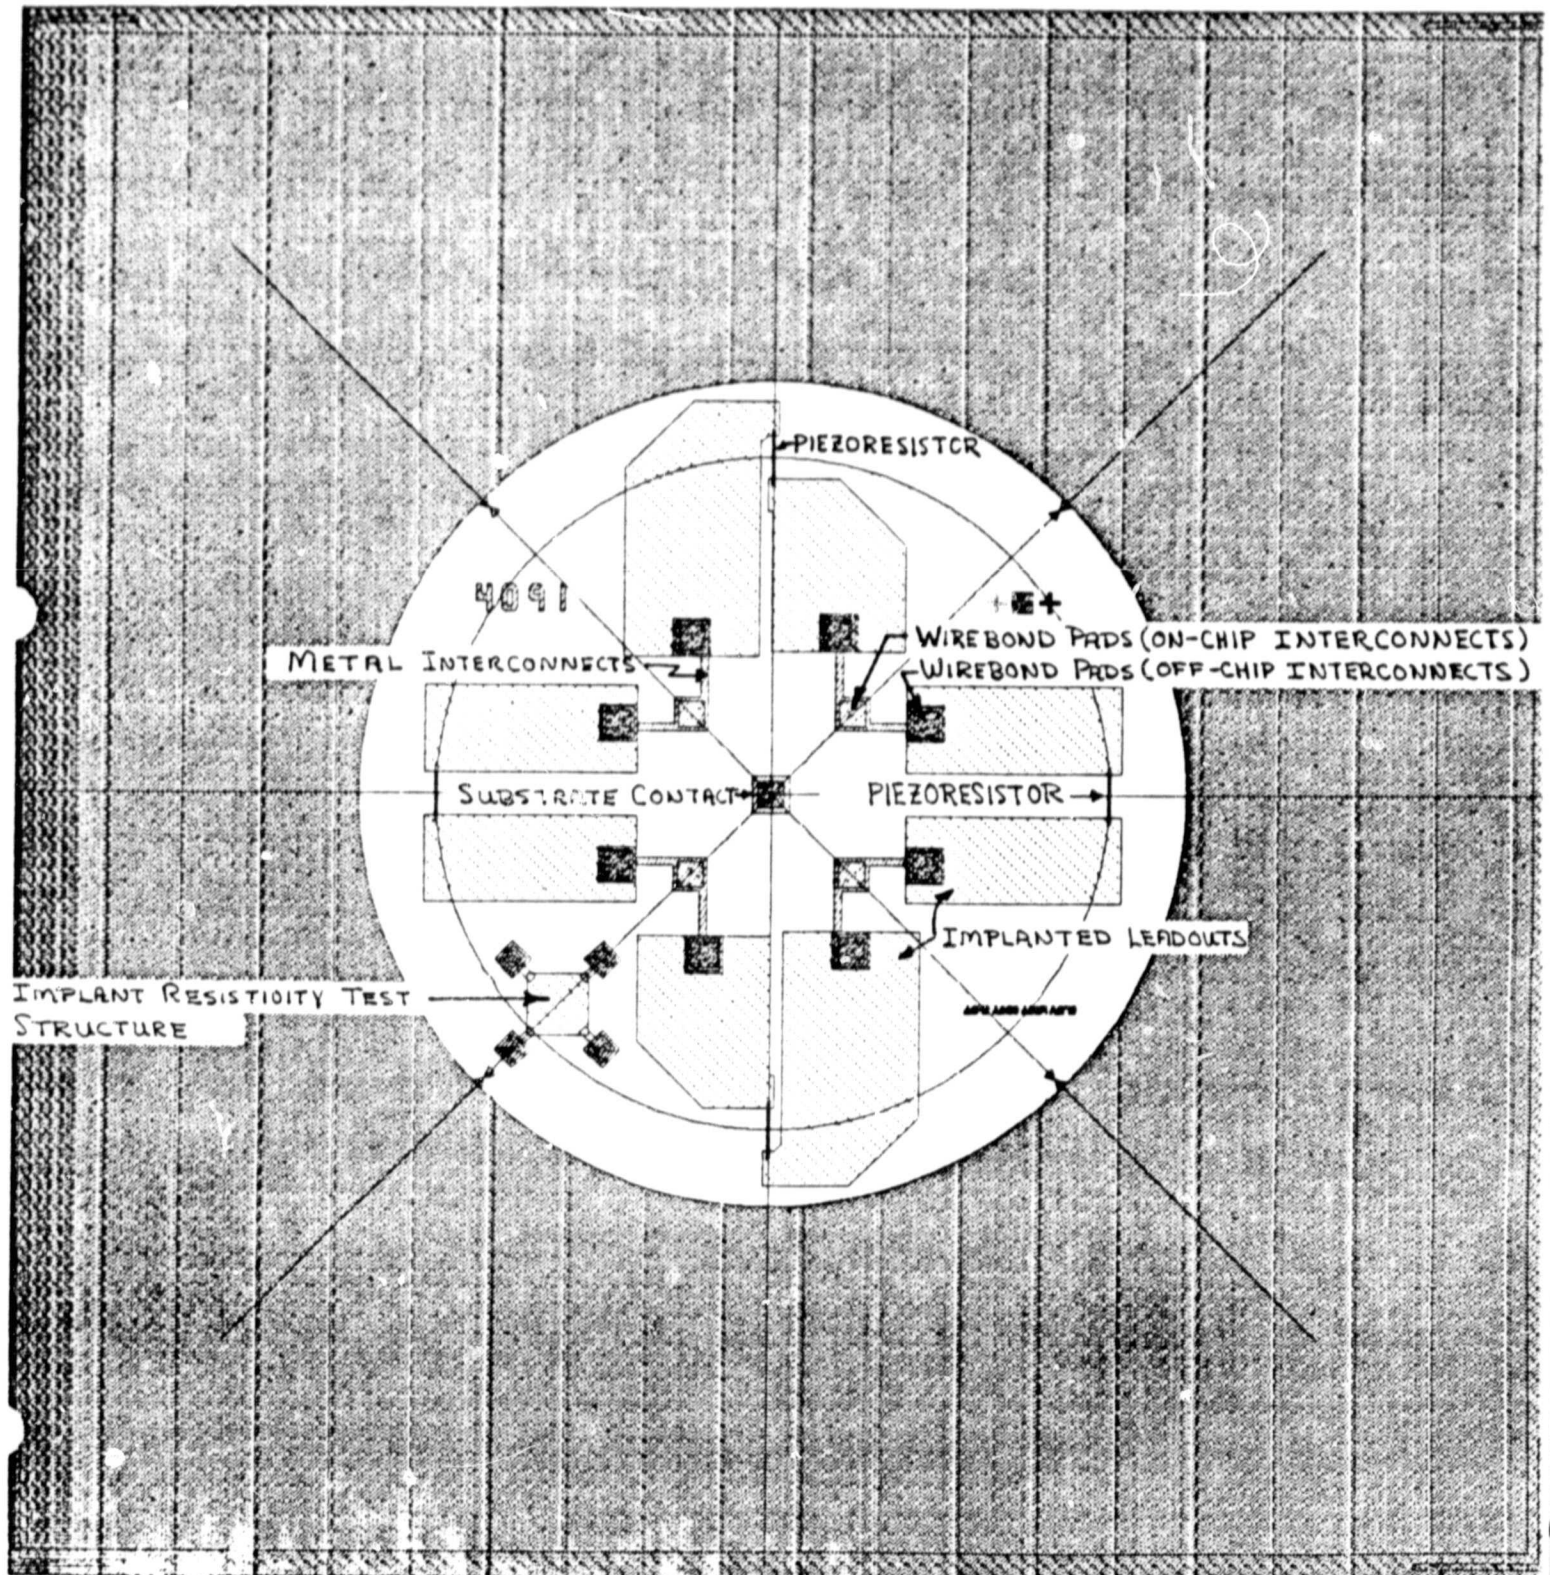 PIEZORESISTOR
4091
WIREBOND PADS (ON-CHIP INTERCONNECTS)
METAL INTERCONNECTS
WIREBOND PADS (OFF-CHIP INTERCONNECTS)
SUBSTRATE CONTACT
PIEZORESISTOR
IMPLANTED LEADOUTS
IMPLANT RESISTIVITY TEST
STRUCTURE